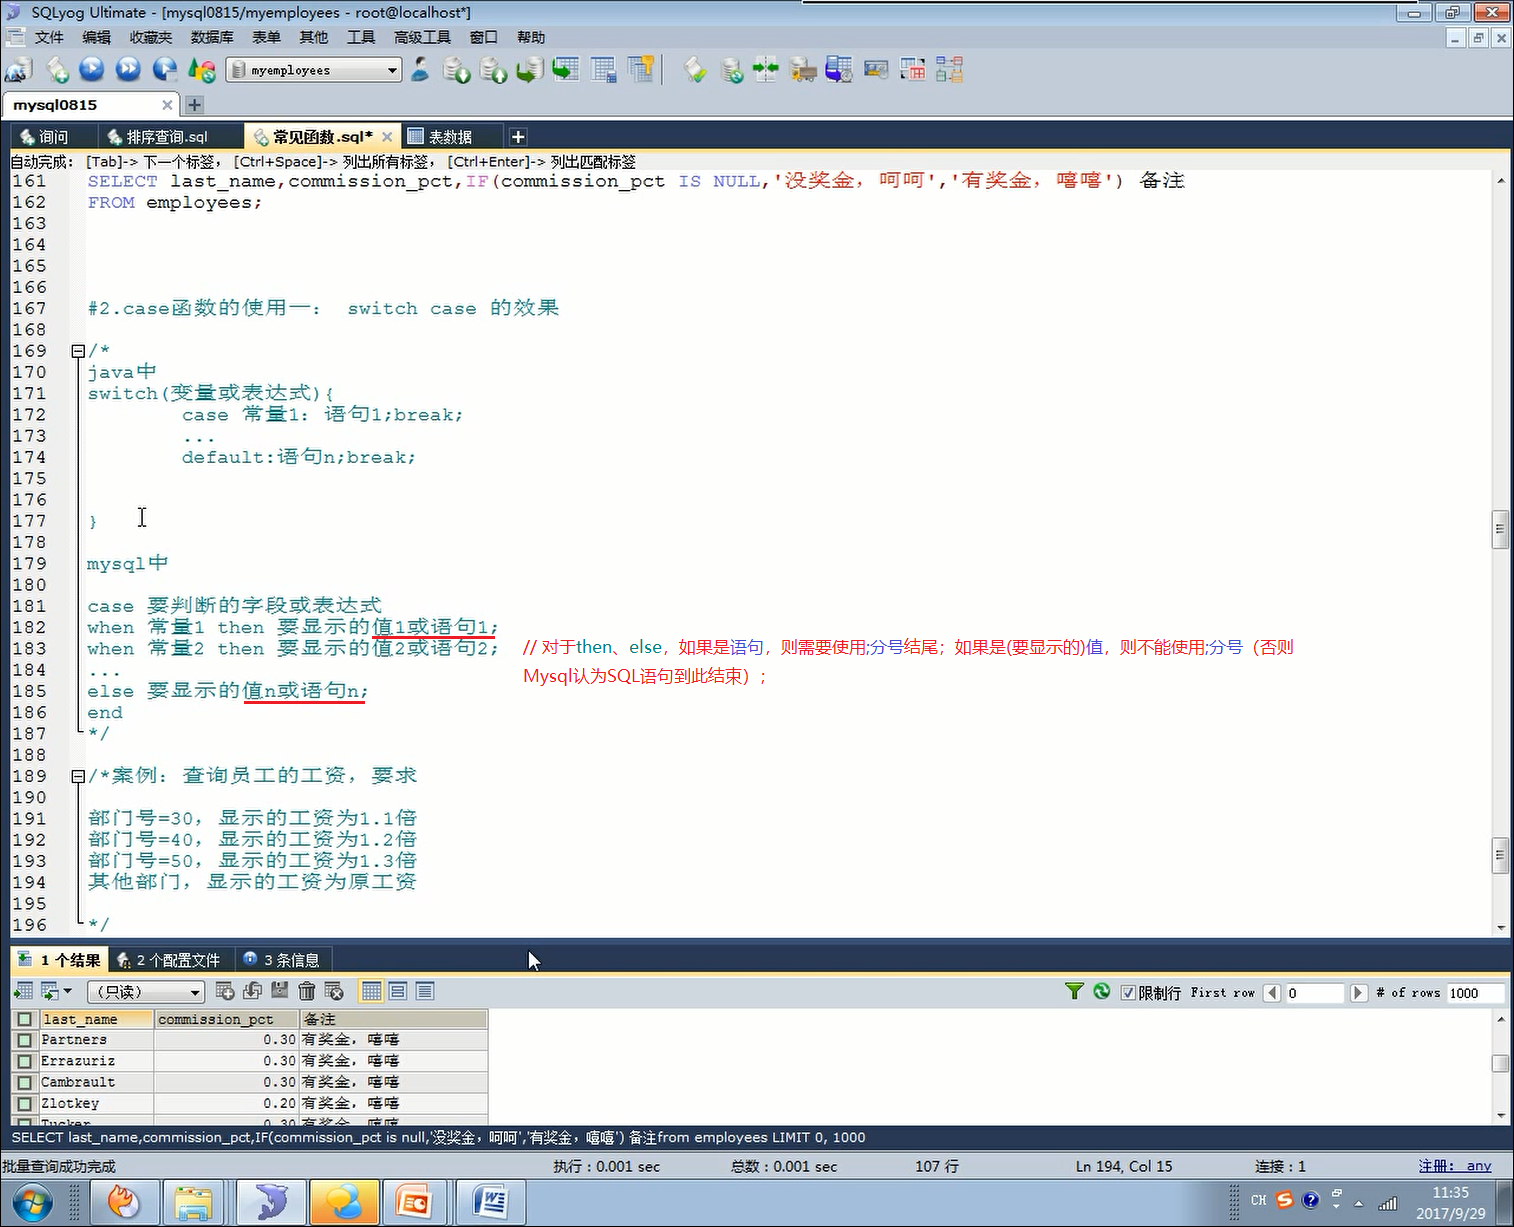 SQLyog Ultimate - [mysql0815/myemployees - root@localhost*]
文件 编辑 收藏夹 数据库 表单 其他 工具 高级工具 窗口 帮助
myemployees
mysql0815
询问 排序查询.sql 常见函数.sql* 表数据
自动完成: [Tab]-> 下一个标签, [Ctrl+Space]-> 列出所有标签, [Ctrl+Enter]-> 列出匹配标签
161 SELECT last_name,commission_pct,IF(commission_pct IS NULL,'没奖金，呵呵','有奖金，嘻嘻') 备注
162 FROM employees;
163
164
165
166
167 #2.case函数的使用一： switch case 的效果
168
169 /*
170 java中
171 switch(变量或表达式){
172 case 常量1：语句1;break;
173 ...
174 default:语句n;break;
175
176
177 }
178
179 mysql中
180
181 case 要判断的字段或表达式
182 when 常量1 then 要显示的值1或语句1;
183 when 常量2 then 要显示的值2或语句2;
// 对于then、else，如果是语句，则需要使用;分号结尾；如果是(要显示的)值，则不能使用;分号（否则
Mysql认为SQL语句到此结束）；
184 ...
185 else 要显示的值n或语句n;
186 end
187 */
188
189 /*案例：查询员工的工资，要求
190
191 部门号=30，显示的工资为1.1倍
192 部门号=40，显示的工资为1.2倍
193 部门号=50，显示的工资为1.3倍
194 其他部门，显示的工资为原工资
195
196 */
1 个结果 2 个配置文件 3 条信息
(只读) 限制行 First row 0 # of rows 1000
last_name commission_pct 备注
Partners 0.30 有奖金，嘻嘻
Errazuriz 0.30 有奖金，嘻嘻
Cambrault 0.30 有奖金，嘻嘻
Zlotkey 0.20 有奖金，嘻嘻
Tucker 0.30 有奖金，嘻嘻
SELECT last_name,commission_pct,IF(commission_pct is null,'没奖金，呵呵','有奖金，嘻嘻') 备注from employees LIMIT 0, 1000
批量查询成功完成 执行：0.001 sec 总数：0.001 sec 107 行 Ln 194, Col 15 连接：1 注册: any
CH 11:35
2017/9/29